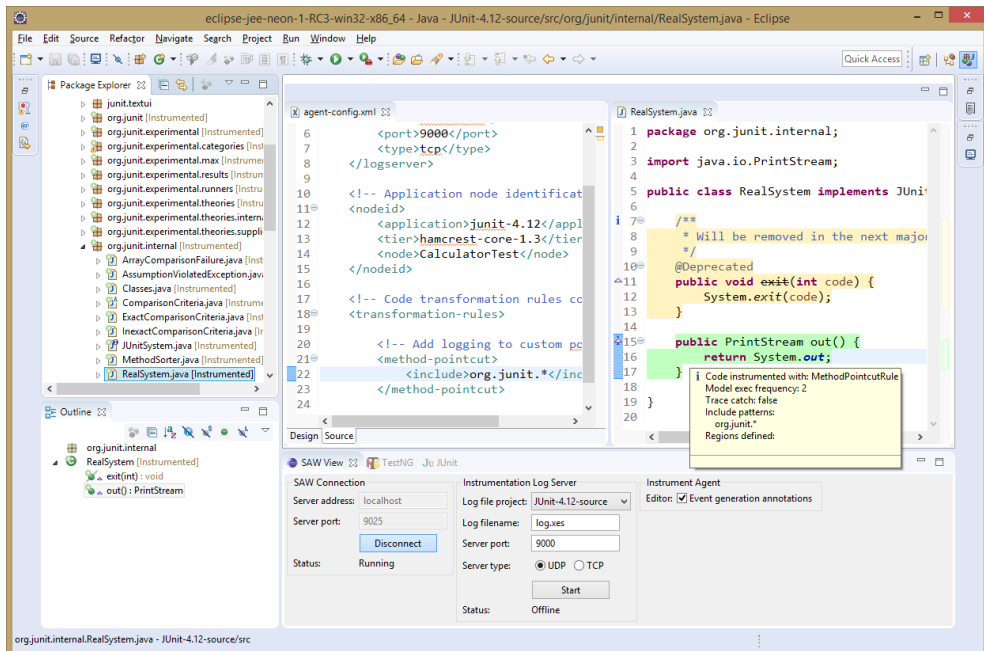 eclipse-jee-neon-1-RC3-win32-x86_64 - Java - JUnit-4.12-source/src/org/junit/internal/RealSystem.java - Eclipse
File Edit Source Refactor Navigate Search Project Run Window Help
Quick Access
Package Explorer
junit.textui
org.junit [Instrumented]
org.junit.experimental [Instrumented]
org.junit.experimental.categories [Inst
org.junit.experimental.max [Instrumen
org.junit.experimental.results [Instrum
org.junit.experimental.runners [Instru
org.junit.experimental.theories [Instrum
org.junit.experimental.theories.interna
org.junit.experimental.theories.suppli
org.junit.internal [Instrumented]
ArrayComparisonFailure.java [Inst
AssumptionViolatedException.java
Classes.java [Instrumented]
ComparisonCriteria.java [Instrume
ExactComparisonCriteria.java [Inst
InexactComparisonCriteria.java [In
JUnitSystem.java [Instrumented]
MethodSorter.java [Instrumented]
RealSystem.java [Instrumented]
Outline
org.junit.internal
RealSystem [Instrumented]
exit(int) : void
out() : PrintStream
agent-config.xml
6 <port>9000</port>
7 <type>tcp</type>
8 </logserver>
9
10 <!-- Application node identificat
11 <nodeid>
12 <application>junit-4.12</appl
13 <tier>hamcrest-core-1.3</tier
14 <node>CalculatorTest</node>
15 </nodeid>
16
17 <!-- Code transformation rules co
18 <transformation-rules>
19
20 <!-- Add logging to custom po
21 <method-pointcut>
22 <include>org.junit.*</inc
23 </method-pointcut>
24
Design Source
RealSystem.java
1 package org.junit.internal;
2
3 import java.io.PrintStream;
4
5 public class RealSystem implements JUni
6
7 /**
8 * Will be removed in the next major
9 */
10 @Deprecated
11 public void exit(int code) {
12 System.exit(code);
13 }
14
15 public PrintStream out() {
16 return System.out;
17 }
18
19 }
20
Code instrumented with: MethodPointcutRule
Model exec frequency: 2
Trace catch: false
Include patterns:
org.junit.*
Regions defined:
SAW View TestNG JUnit
SAW Connection
Server address: localhost
Server port: 9025
Disconnect
Status: Running
Instrumentation Log Server
Log file project: JUnit-4.12-source
Log filename: log.xes
Server port: 9000
Server type: UDP TCP
Start
Status: Offline
Instrument Agent
Editor: Event generation annotations
org.junit.internal.RealSystem.java - JUnit-4.12-source/src